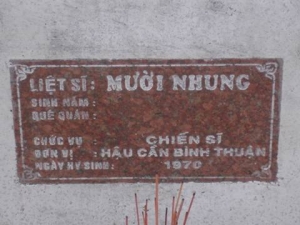 LIỆT SĨ: MƯỜI NHUNG
SINH NĂM :
QUÊ QUÁN :
CHỨC VỤ : CHIẾN SĨ
ĐƠN VỊ : HẬU CẦN BÌNH THUẬN
NGÀY HY SINH: 1970